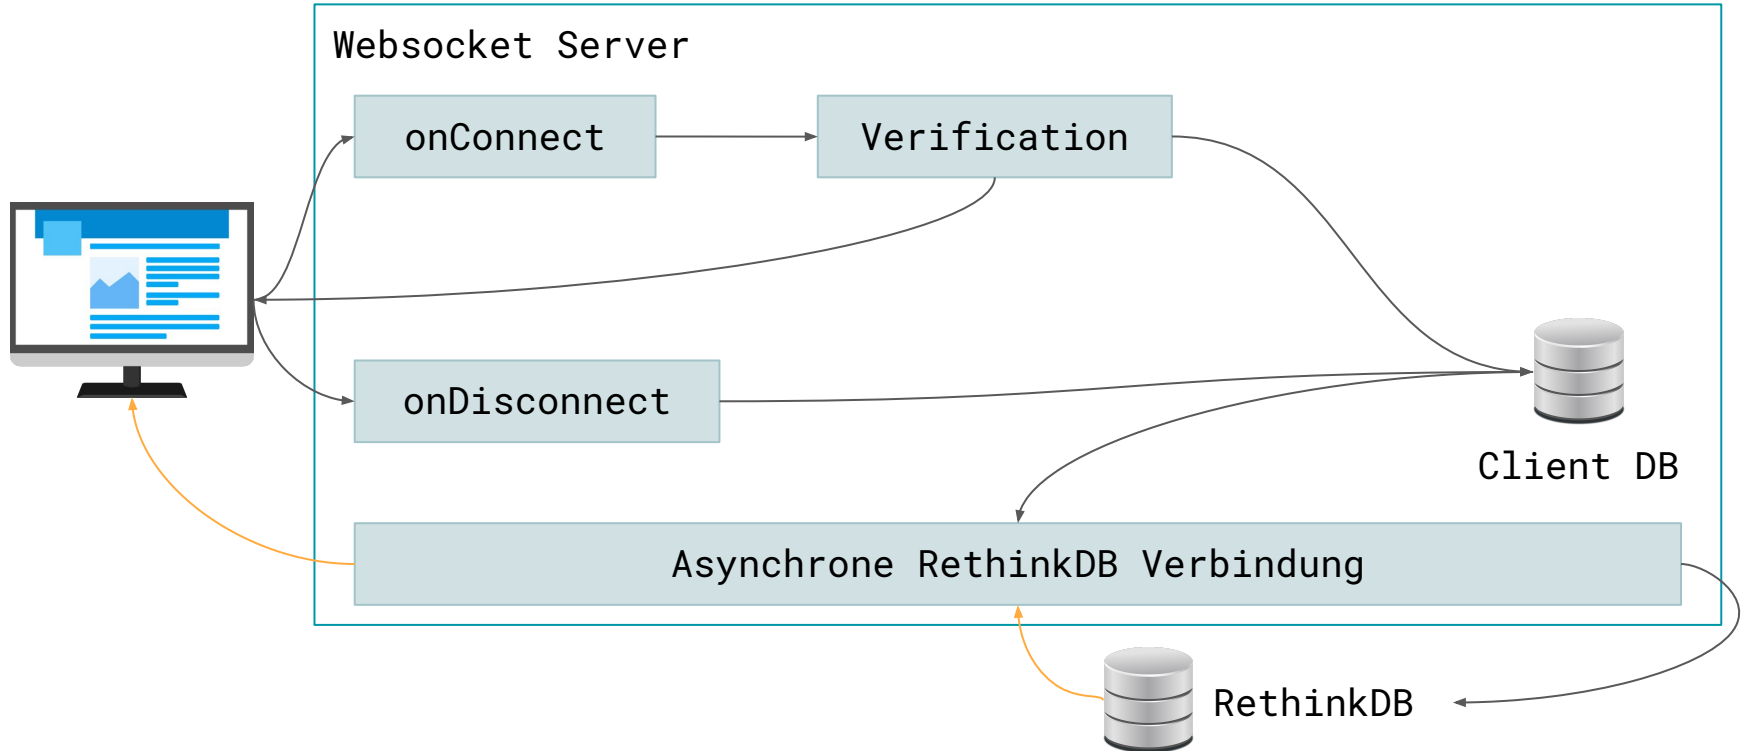 Websocket Server
onConnect
Verification
onDisconnect
Client DB
Asynchrone RethinkDB Verbindung
RethinkDB